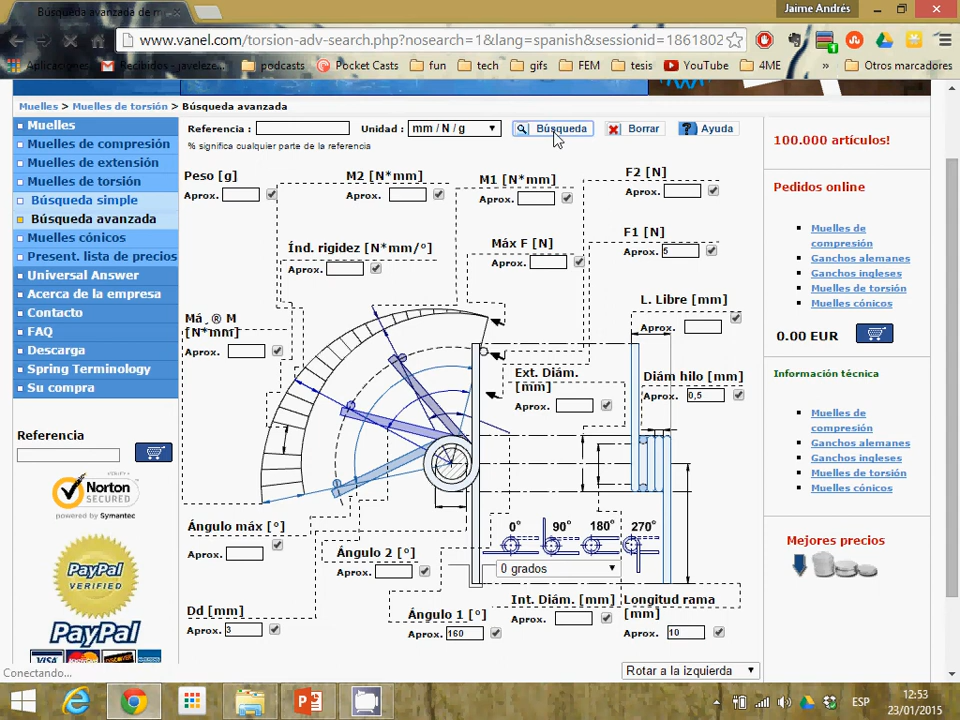 Búsqueda avanzada de m
Jaime Andrés
www.vanel.com/torsion-adv-search.php?nosearch=1&lang=spanish&sessionid=1861802
Aplicaciones
Recibidos - javeleze
podcasts
Pocket Casts
fun
tech
gifs
FEM
tesis
YouTube
4ME
»
Otros marcadores
Muelles > Muelles de torsión > Búsqueda avanzada
Muelles
Muelles de compresión
Muelles de extensión
Muelles de torsión
Búsqueda simple
Búsqueda avanzada
Muelles cónicos
Present. lista de precios
Universal Answer
Acerca de la empresa
Contacto
FAQ
Descarga
Spring Terminology
Su compra
Referencia
Norton
SECURED
powered by Symantec
PayPal
VERIFIED
PayPal
VISA
Conectando...
Referencia :
Unidad :
mm / N / g
Búsqueda
Borrar
Ayuda
% significa cualquier parte de la referencia
Peso [g]
Aprox.
M2 [N*mm]
Aprox.
M1 [N*mm]
Aprox.
F2 [N]
Aprox.
Índ. rigidez [N*mm/°]
Aprox.
Máx F [N]
Aprox.
F1 [N]
Aprox. 5
L. Libre [mm]
Aprox.
Má¸® M
[N*mm]
Aprox.
Ext. Diám.
[mm]
Aprox.
Diám hilo [mm]
Aprox. 0,5
0° 90° 180° 270°
0 grados
Ángulo máx [°]
Aprox.
Ángulo 2 [°]
Aprox.
Dd [mm]
Aprox. 3
Ángulo 1 [°]
Aprox. 160
Int. Diám. [mm]
Aprox.
Longitud rama
[mm]
Aprox. 10
Rotar a la izquierda
100.000 artículos!
Pedidos online
Muelles de
compresión
Ganchos alemanes
Ganchos ingleses
Muelles de torsión
Muelles cónicos
0.00 EUR
Información técnica
Muelles de
compresión
Ganchos alemanes
Ganchos ingleses
Muelles de torsión
Muelles cónicos
Mejores precios
ESP
12:53
23/01/2015